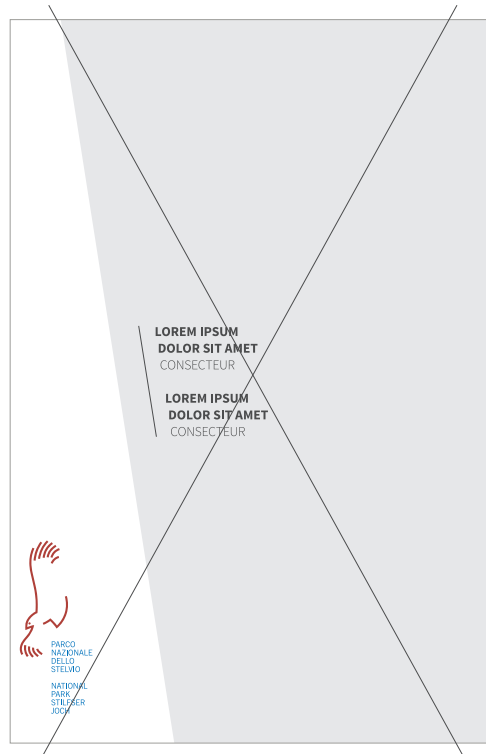 LOREM IPSUM
DOLOR SIT AMET
CONSECTEUR
LOREM IPSUM
DOLOR SIT AMET
CONSECTEUR
PARCO
NAZIONALE
DELLO
STELVIO
NATIONAL
PARK
STILFSER
JOCH